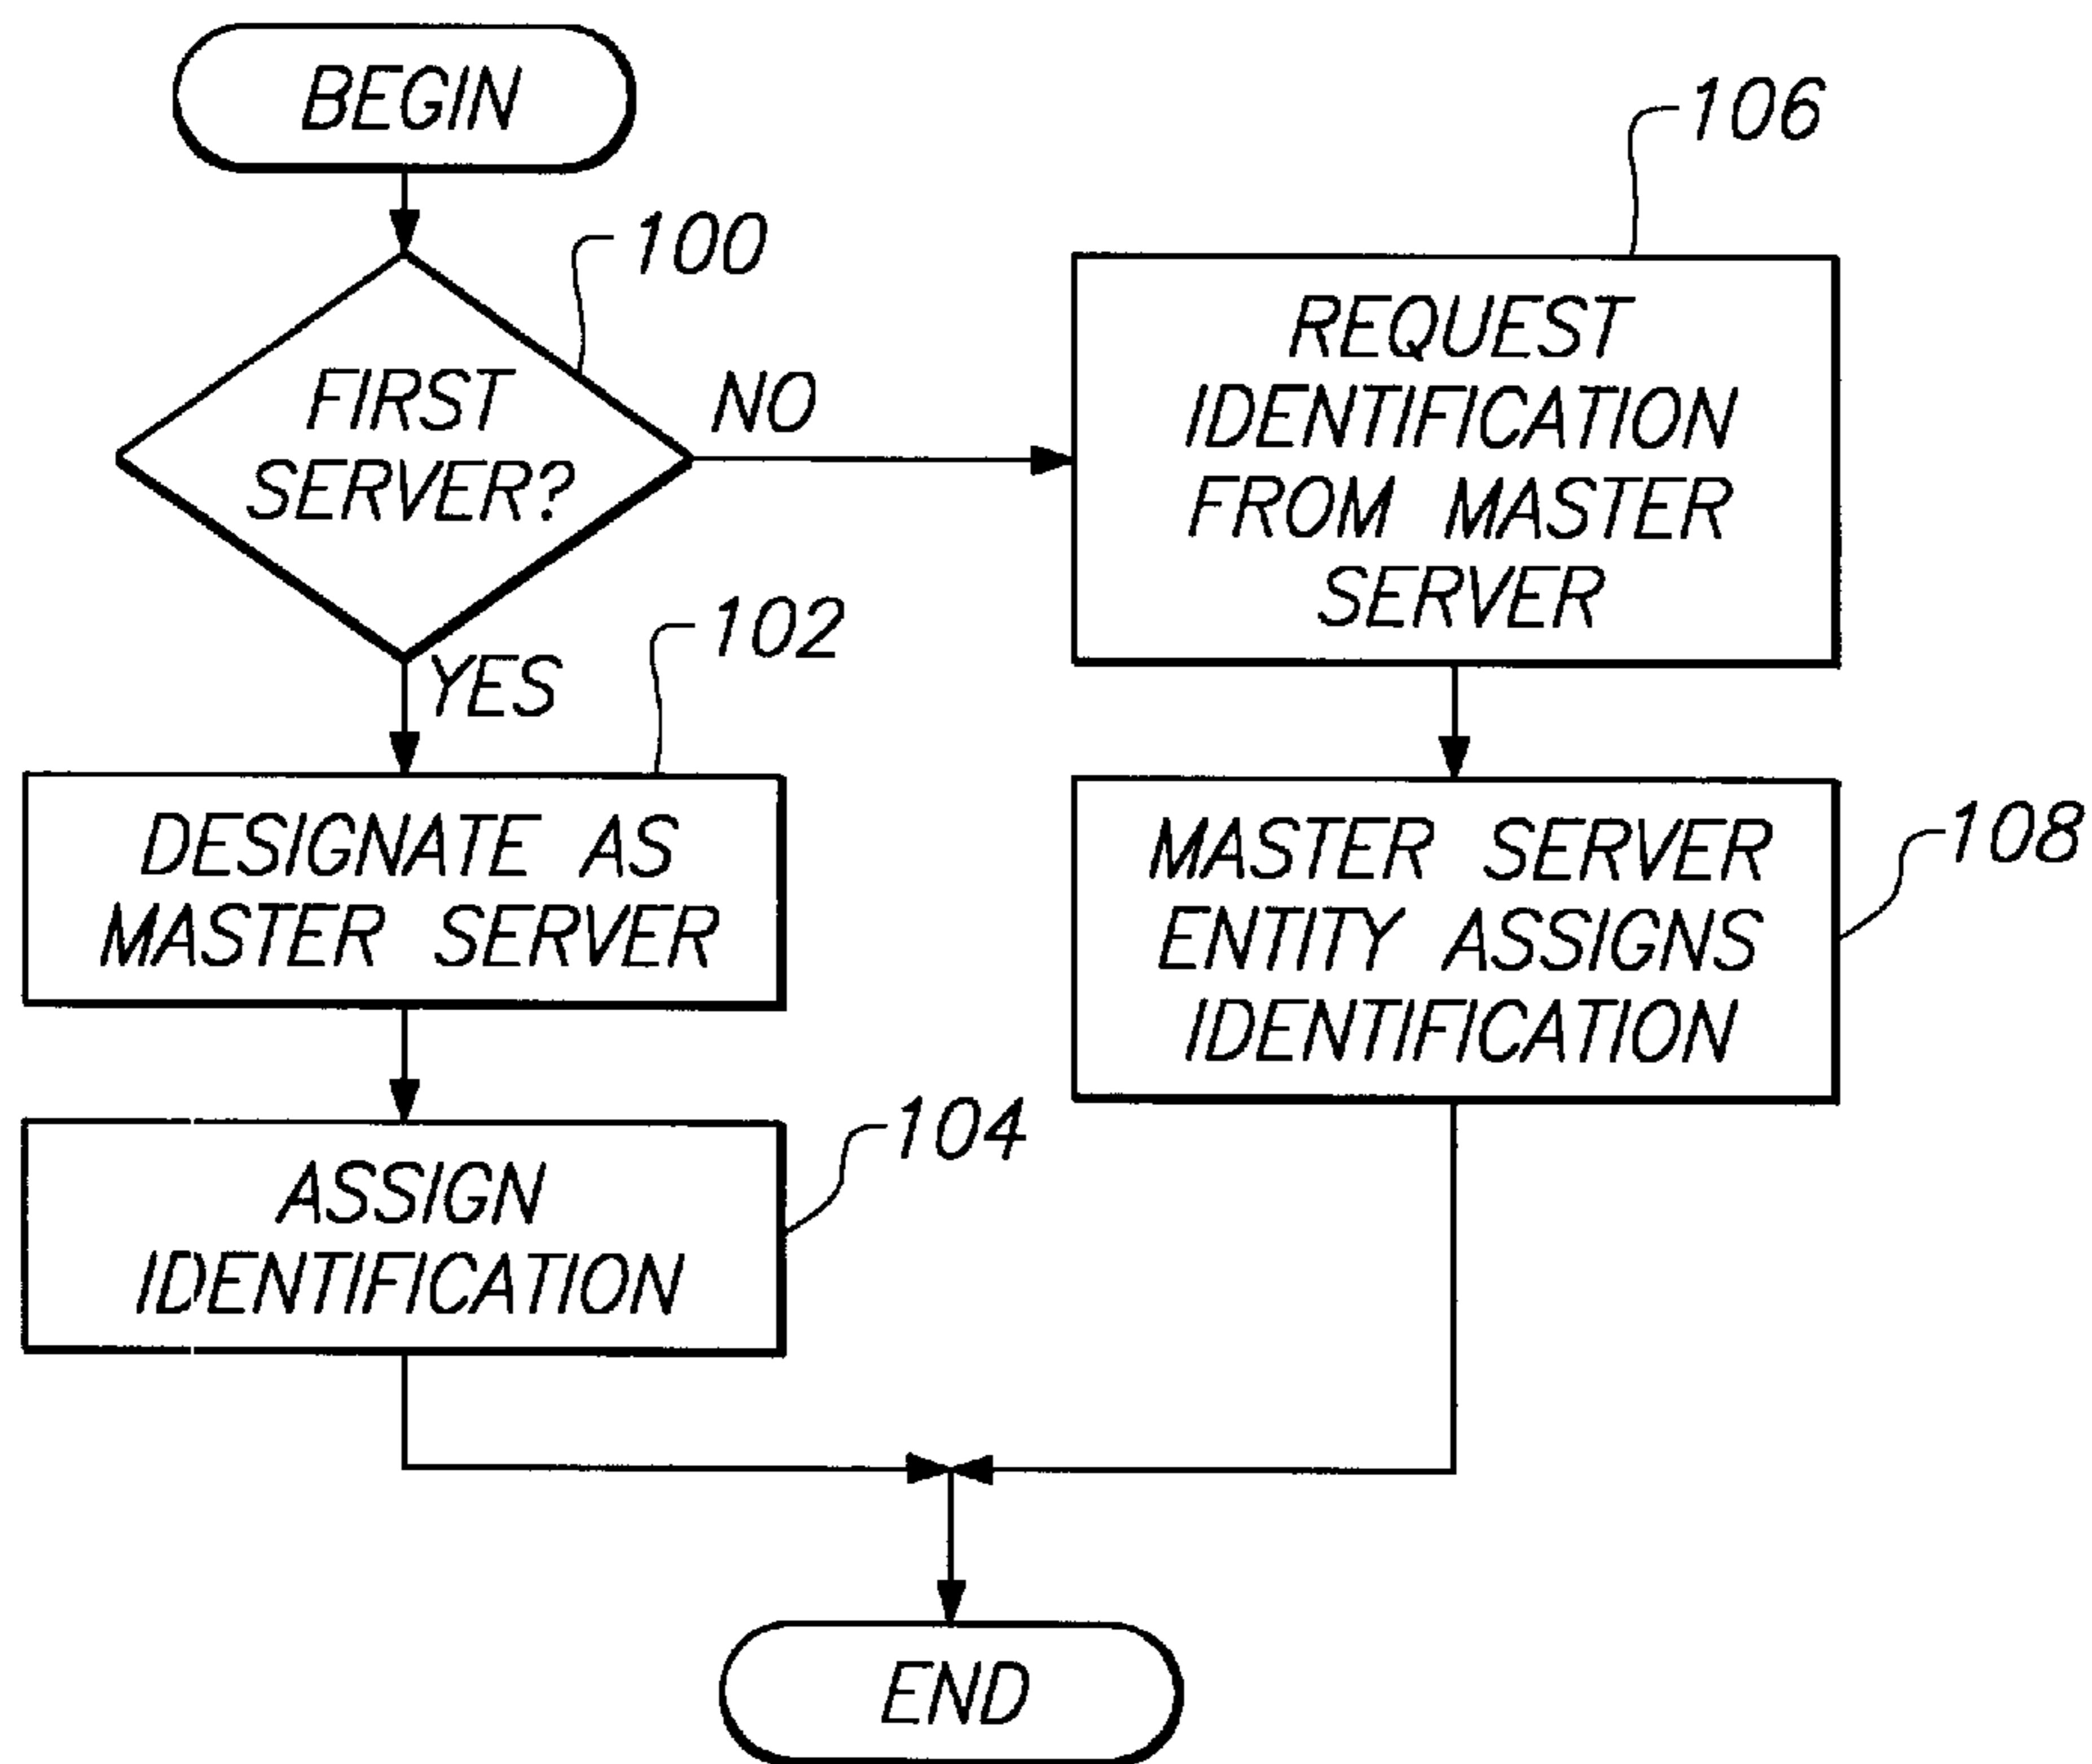 BEGIN
100
FIRST
SERVER?
NO
YES
102
DESIGNATE AS
MASTER SERVER
104
ASSIGN
IDENTIFICATION
106
REQUEST
IDENTIFICATION
FROM MASTER
SERVER
108
MASTER SERVER
ENTITY ASSIGNS
IDENTIFICATION
END